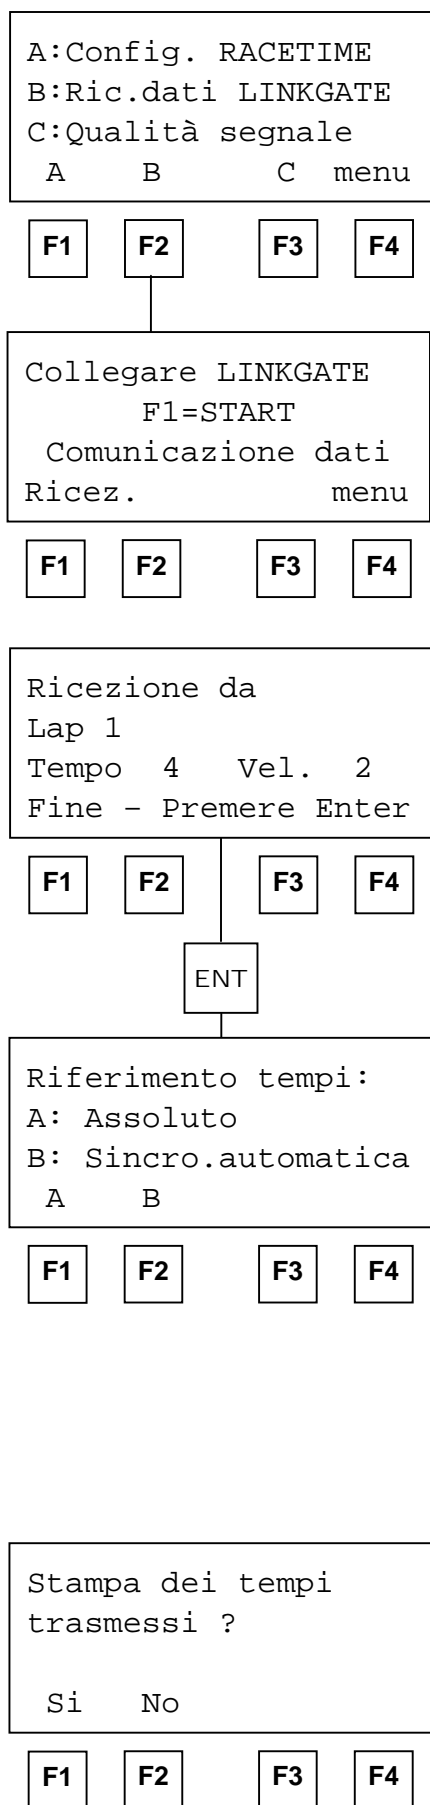 A:Config. RACETIME
B:Ric.dati LINKGATE
C:Qualità segnale
A B C menu
F1 F2 F3 F4
Collegare LINKGATE
F1=START
Comunicazione dati
Ricez. menu
F1 F2 F3 F4
Ricezione da
Lap 1
Tempo 4 Vel. 2
Fine – Premere Enter
F1 F2 F3 F4
ENT
Riferimento tempi:
A: Assoluto
B: Sincro.automatica
A B
F1 F2 F3 F4
Stampa dei tempi
trasmessi ?
Si No
F1 F2 F3 F4